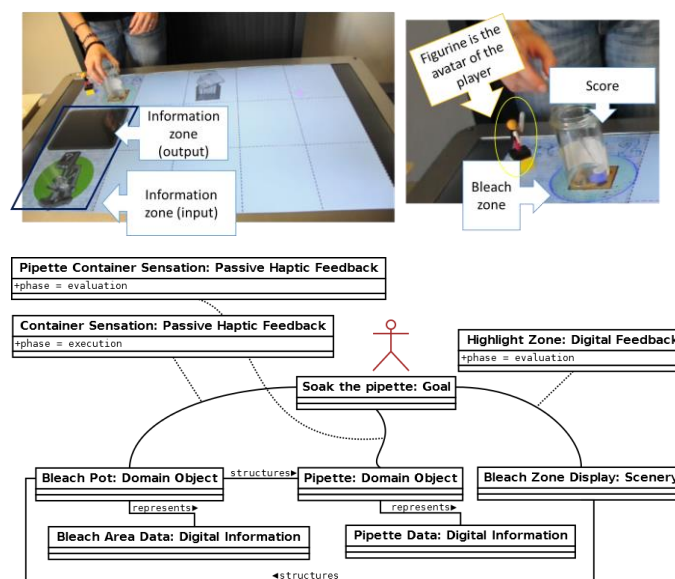 Information
zone
(output)
Information
zone (input)
Figurine is the
avatar of the
player
Score
Bleach
zone
Pipette Container Sensation: Passive Haptic Feedback
+phase = evaluation
Container Sensation: Passive Haptic Feedback
+phase = execution
Highlight Zone: Digital Feedback
+phase = evaluation
Soak the pipette: Goal
Bleach Pot: Domain Object
structures►
Pipette: Domain Object
Bleach Zone Display: Scenery
represents►
represents►
Bleach Area Data: Digital Information
Pipette Data: Digital Information
◄structures